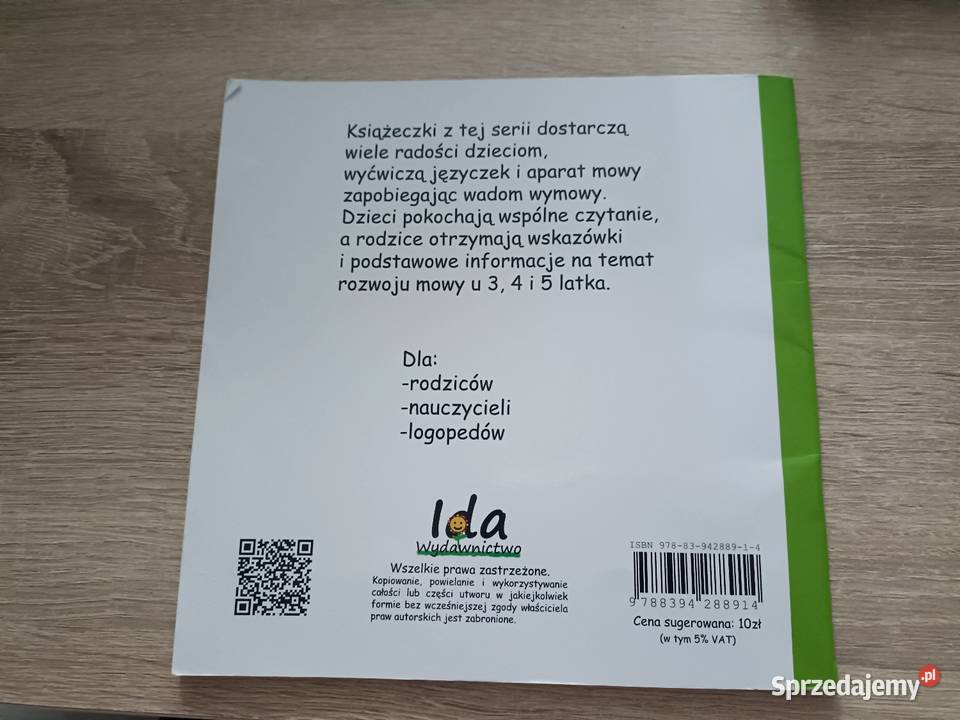 Książeczki z tej serii dostarczą
wiele radości dzieciom,
wyćwiczą języczek i aparat mowy
zapobiegając wadom wymowy.
Dzieci pokochają wspólne czytanie,
a rodzice otrzymają wskazówki
i podstawowe informacje na temat
rozwoju mowy u 3, 4 i 5 latka.
Dla:
-rodziców
-nauczycieli
-logopedów
Ida
Wydawnictwo
Wszelkie prawa zastrzeżone.
Kopiowanie, powielanie i wykorzystywanie
całości lub części utworu w jakiejkolwiek
formie bez wcześniejszej zgody właściciela
praw autorskich jest zabronione.
ISBN 978-83-942889-1-4
9 788394 288914
Cena sugerowana: 10zł
(w tym 5% VAT)
Sprzedajemy.pl